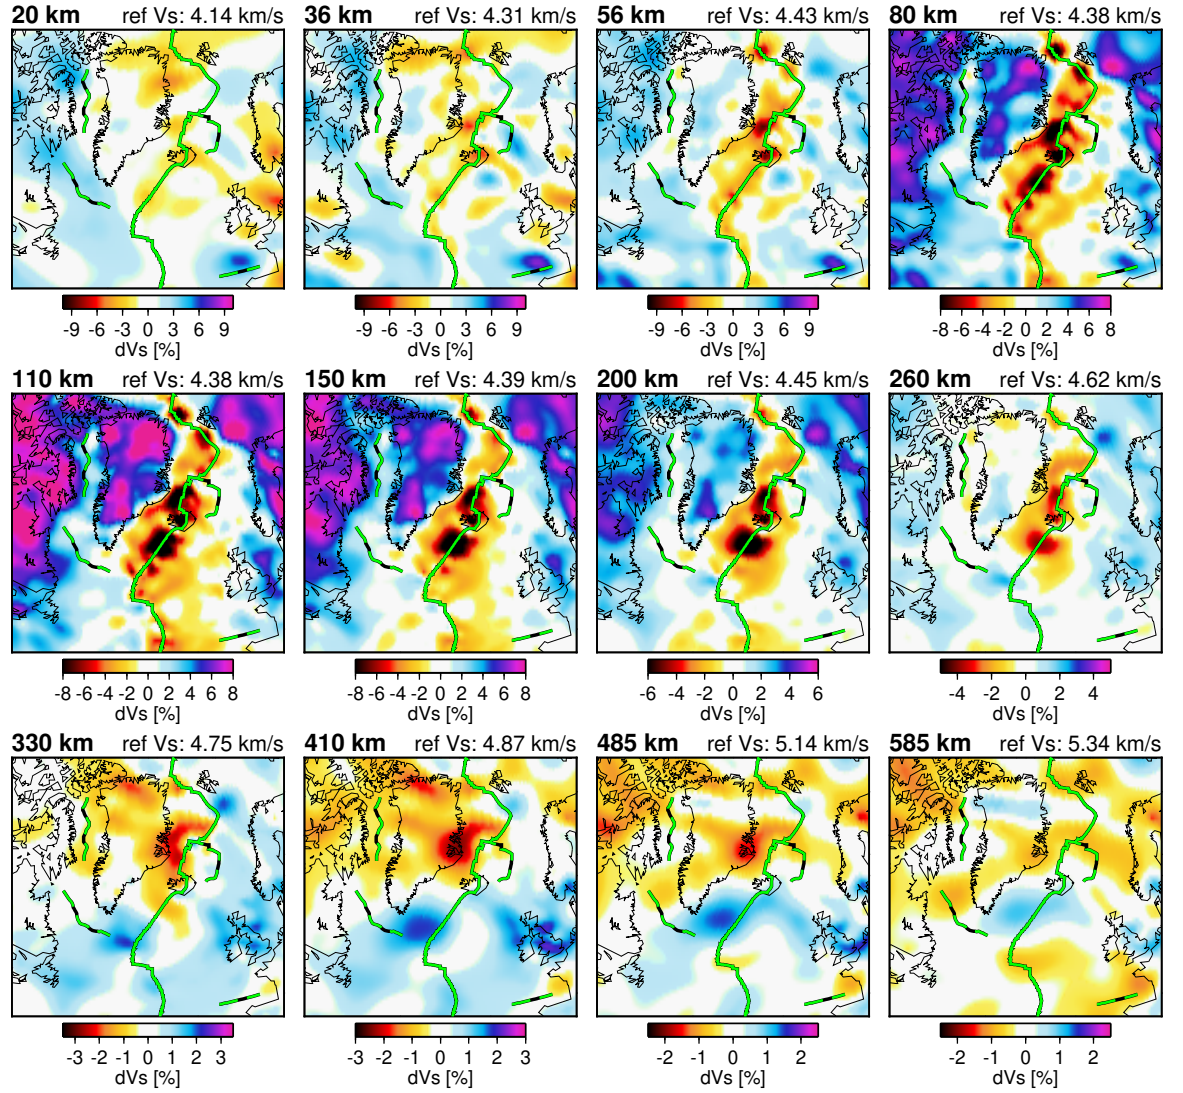 20 km ref Vs: 4.14 km/s 36 km ref Vs: 4.31 km/s 56 km ref Vs: 4.43 km/s 80 km ref Vs: 4.38 km/s
-9 -6 -3 0 3 6 9 -9 -6 -3 0 3 6 9 -9 -6 -3 0 3 6 9 -8 -6 -4 -2 0 2 4 6 8
dVs [%] dVs [%] dVs [%] dVs [%]
110 km ref Vs: 4.38 km/s 150 km ref Vs: 4.39 km/s 200 km ref Vs: 4.45 km/s 260 km ref Vs: 4.62 km/s
-8 -6 -4 -2 0 2 4 6 8 -8 -6 -4 -2 0 2 4 6 8 -6 -4 -2 0 2 4 6 -4 -2 0 2 4
dVs [%] dVs [%] dVs [%] dVs [%]
330 km ref Vs: 4.75 km/s 410 km ref Vs: 4.87 km/s 485 km ref Vs: 5.14 km/s 585 km ref Vs: 5.34 km/s
-3 -2 -1 0 1 2 3 -3 -2 -1 0 1 2 3 -2 -1 0 1 2 -2 -1 0 1 2
dVs [%] dVs [%] dVs [%] dVs [%]